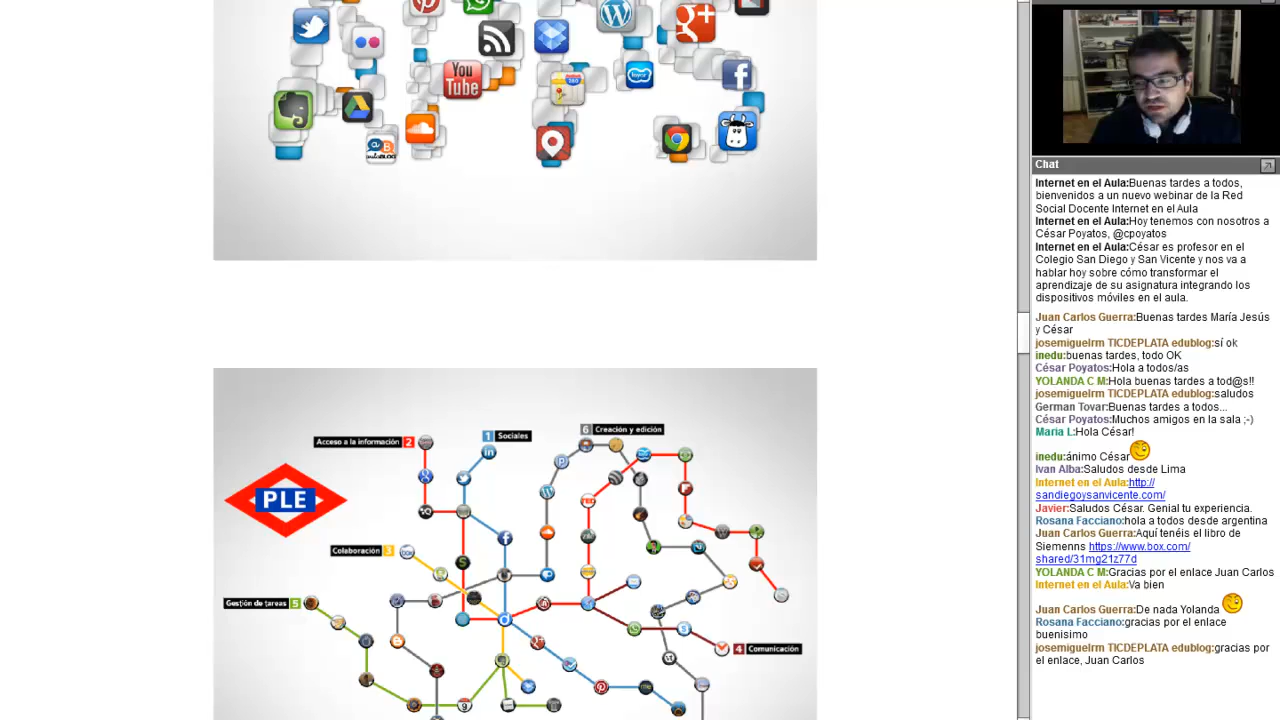 g+
You
Tube
Acceso a la información 2
1 Sociales
6 Creación y edición
PLE
Colaboración 3
Gestión de tareas 5
4 Comunicación
Chat
Internet en el Aula:Buenas tardes a todos,
bienvenidos a un nuevo webinar de la Red
Social Docente Internet en el Aula
Internet en el Aula:Hoy tenemos con nosotros a
César Poyatos, @cpoyatos
Internet en el Aula:César es profesor en el
Colegio San Diego y San Vicente y nos va a
hablar hoy sobre cómo transformar el
aprendizaje de su asignatura integrando los
dispositivos móviles en el aula.
Juan Carlos Guerra:Buenas tardes María Jesús
y César
josemiguelrm TICDEPLATA edublog:sí ok
inedu:buenas tardes, todo OK
César Poyatos:Hola a todos/as
YOLANDA C M:Hola buenas tardes a tod@s!!
josemiguelrm TICDEPLATA edublog:saludos
German Tovar:Buenas tardes a todos...
César Poyatos:Muchos amigos en la sala ;-)
Maria L:Hola César!
inedu:ánimo César
Ivan Alba:Saludos desde Lima
Internet en el Aula:http://
sandiegoysanvicente.com/
Javier:Saludos César. Genial tu experiencia.
Rosana Facciano:hola a todos desde argentina
Juan Carlos Guerra:Aquí tenéis el libro de
Siemenns https://www.box.com/
shared/31mg21z77d
YOLANDA C M:Gracias por el enlace Juan Carlos
Internet en el Aula:Va bien
Juan Carlos Guerra:De nada Yolanda
Rosana Facciano:gracias por el enlace
buenisimo
josemiguelrm TICDEPLATA edublog:gracias por
el enlace, Juan Carlos